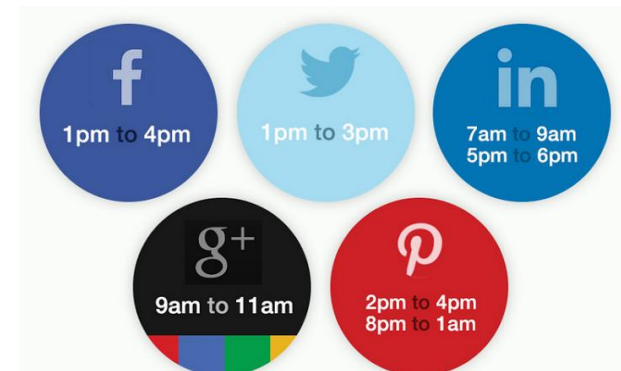 f
1pm to 4pm
1pm to 3pm
in
7am to 9am
5pm to 6pm
g+
9am to 11am
2pm to 4pm
8pm to 1am